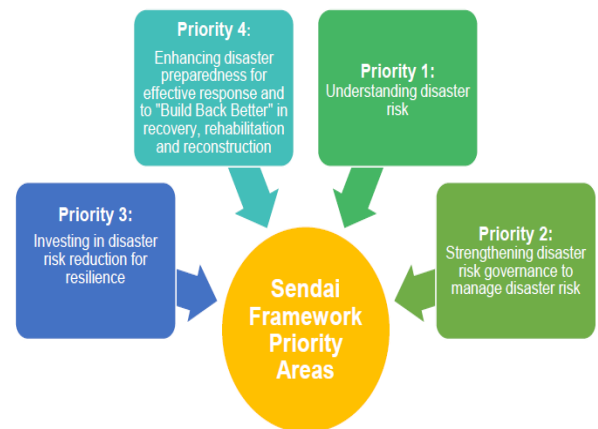 Priority 4:
Enhancing disaster
preparedness for
effective response and
to "Build Back Better" in
recovery, rehabilitation
and reconstruction
Priority 1:
Understanding disaster
risk
Priority 3:
Investing in disaster
risk reduction for
resilience
Priority 2:
Strengthening disaster
risk governance to
manage disaster risk
Sendai
Framework
Priority
Areas